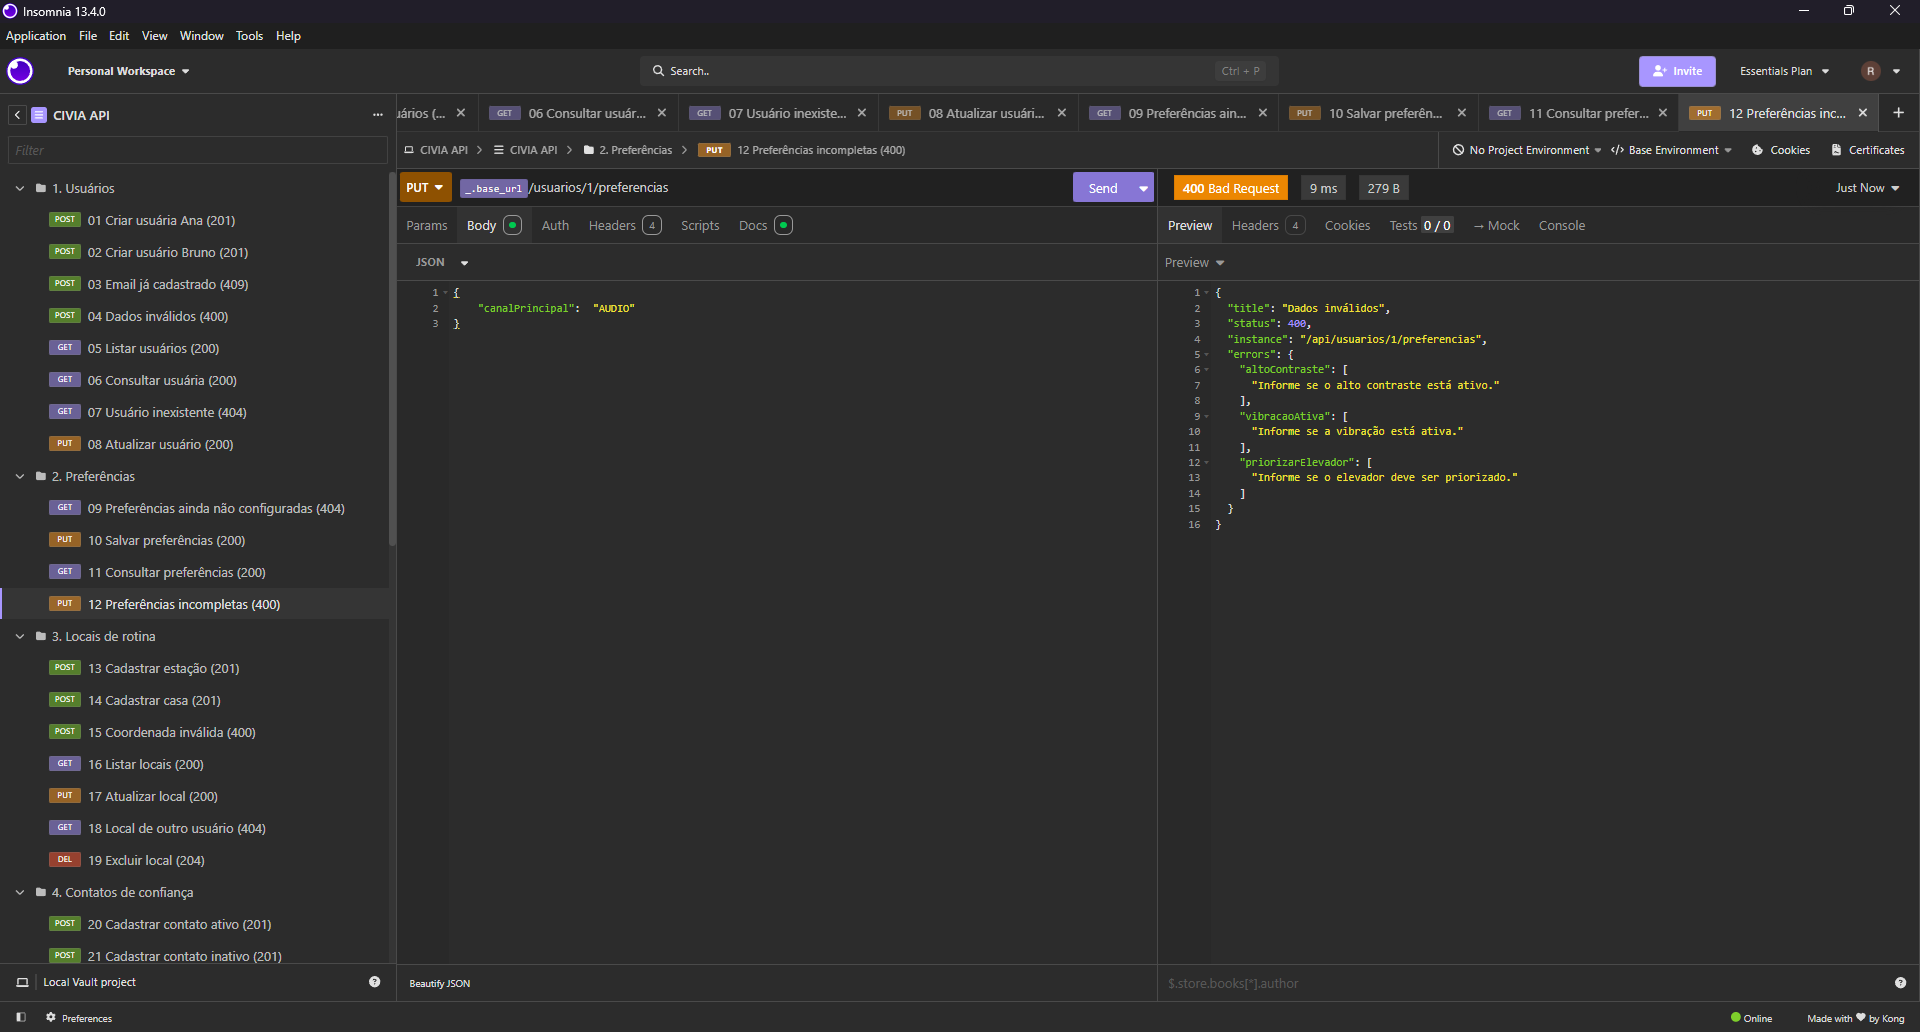 Insomnia 13.4.0
Application File Edit View Window Tools Help
Personal Workspace
Search..
Ctrl + P
Invite
Essentials Plan
R
CIVIA API
uários (...
GET 06 Consultar usuár...
GET 07 Usuário inexiste...
PUT 08 Atualizar usuári...
GET 09 Preferências ain...
PUT 10 Salvar preferên...
GET 11 Consultar prefer...
PUT 12 Preferências inc...
Filter
CIVIA API
CIVIA API
2. Preferências
PUT 12 Preferências incompletas (400)
No Project Environment
Base Environment
Cookies
Certificates
1. Usuários
POST 01 Criar usuária Ana (201)
POST 02 Criar usuário Bruno (201)
POST 03 Email já cadastrado (409)
POST 04 Dados inválidos (400)
GET 05 Listar usuários (200)
GET 06 Consultar usuária (200)
GET 07 Usuário inexistente (404)
PUT 08 Atualizar usuário (200)
2. Preferências
GET 09 Preferências ainda não configuradas (404)
PUT 10 Salvar preferências (200)
GET 11 Consultar preferências (200)
PUT 12 Preferências incompletas (400)
3. Locais de rotina
POST 13 Cadastrar estação (201)
POST 14 Cadastrar casa (201)
POST 15 Coordenada inválida (400)
GET 16 Listar locais (200)
PUT 17 Atualizar local (200)
GET 18 Local de outro usuário (404)
DEL 19 Excluir local (204)
4. Contatos de confiança
POST 20 Cadastrar contato ativo (201)
POST 21 Cadastrar contato inativo (201)
Local Vault project
PUT _.base_url /usuarios/1/preferencias
Send
Params Body Auth Headers 4 Scripts Docs
JSON
1 {
2 "canalPrincipal": "AUDIO"
3 }
Beautify JSON
400 Bad Request 9 ms 279 B
Just Now
Preview Headers 4 Cookies Tests 0 / 0 → Mock Console
Preview
1 {
2 "title": "Dados inválidos",
3 "status": 400,
4 "instance": "/api/usuarios/1/preferencias",
5 "errors": {
6 "altoContraste": [
7 "Informe se o alto contraste está ativo."
8 ],
9 "vibracaoAtiva": [
10 "Informe se a vibração está ativa."
11 ],
12 "priorizarElevador": [
13 "Informe se o elevador deve ser priorizado."
14 ]
15 }
16 }
$.store.books[*].author
Preferences
Online
Made with ♥ by Kong